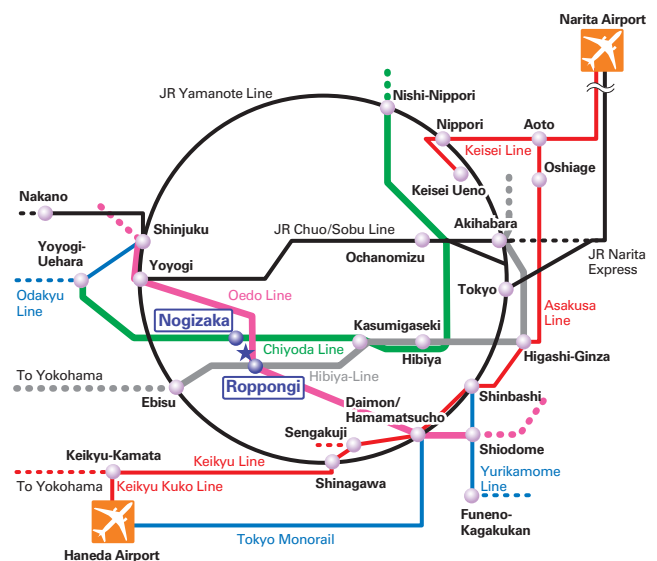 Narita Airport
JR Yamanote Line
Nishi-Nippori
Nippori
Aoto
Keisei Line
Oshiage
Keisei Ueno
Nakano
Shinjuku
Akihabara
JR Chuo/Sobu Line
Yoyogi-
Uehara
Ochanomizu
JR Narita
Express
Yoyogi
Odakyu
Line
Oedo Line
Tokyo
Asakusa
Line
Nogizaka
Kasumigaseki
Chiyoda Line
Hibiya
Higashi-Ginza
To Yokohama
Hibiya-Line
Roppongi
Ebisu
Shinbashi
Daimon/
Hamamatsucho
Sengakuji
Shiodome
Keikyu-Kamata
Keikyu Line
Yurikamome
Line
To Yokohama
Keikyu Kuko Line
Shinagawa
Funeno-
Kagakukan
Haneda Airport
Tokyo Monorail